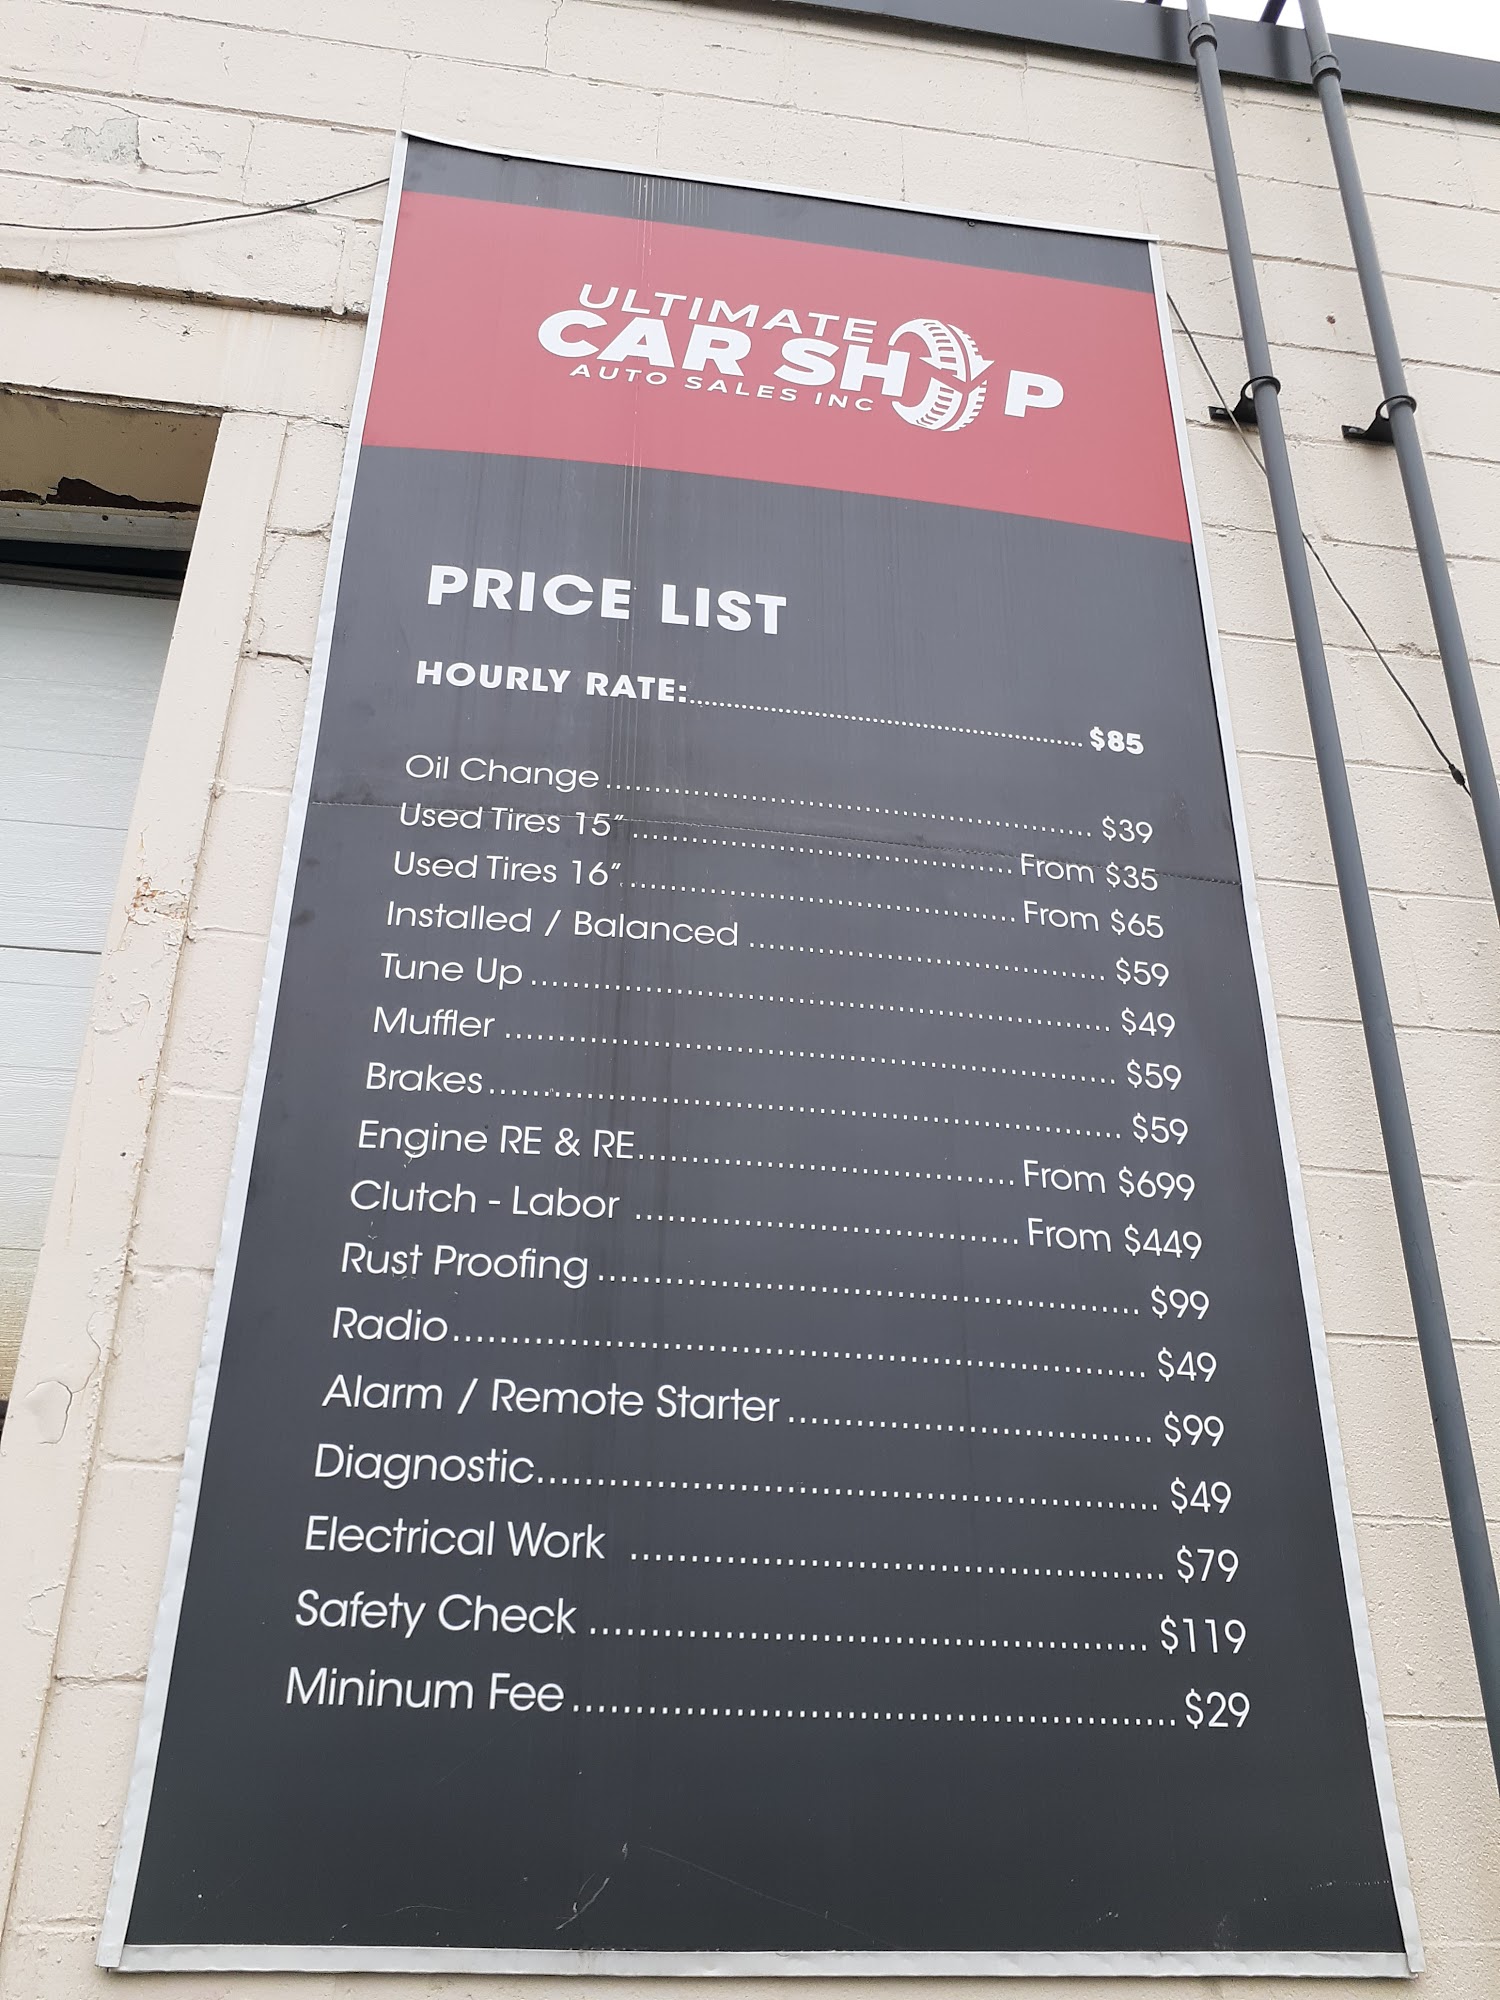 ULTIMATE
CAR SHOP
AUTO SALES INC
PRICE LIST
HOURLY RATE: $85
Oil Change $39
Used Tires 15" From $35
Used Tires 16" From $65
Installed / Balanced $59
Tune Up $49
Muffler $59
Brakes $59
Engine RE & RE From $699
Clutch - Labor From $449
Rust Proofing $99
Radio $49
Alarm / Remote Starter $99
Diagnostic $49
Electrical Work $79
Safety Check $119
Mininum Fee $29